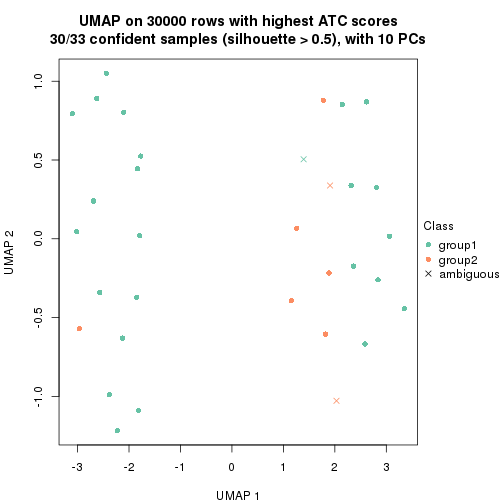 UMAP on 30000 rows with highest ATC scores
30/33 confident samples (silhouette > 0.5), with 10 PCs
1.0
0.5
0.0
-0.5
-1.0
UMAP 2
-3
-2
-1
0
1
2
3
UMAP 1
Class
group1
group2
ambiguous